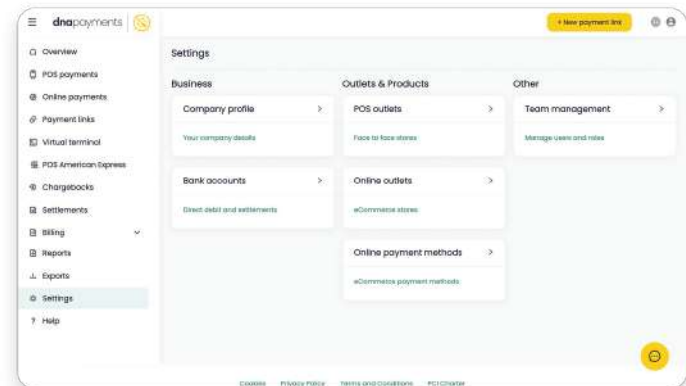 dnapayments
+ New payment link
Overview
POS payments
Online payments
Payment links
Virtual terminal
POS American Express
Chargebacks
Settlements
Billing
Reports
Exports
Settings
? Help
Settings
Business
Company profile
Your company details
Bank accounts
Direct debit and settlements
Outlets & Products
POS outlets
Face to face stores
Online outlets
eCommerce stores
Online payment methods
eCommerce payment methods
Other
Team management
Manage users and roles
Cookies Privacy Policy Terms and Conditions PCI Charter